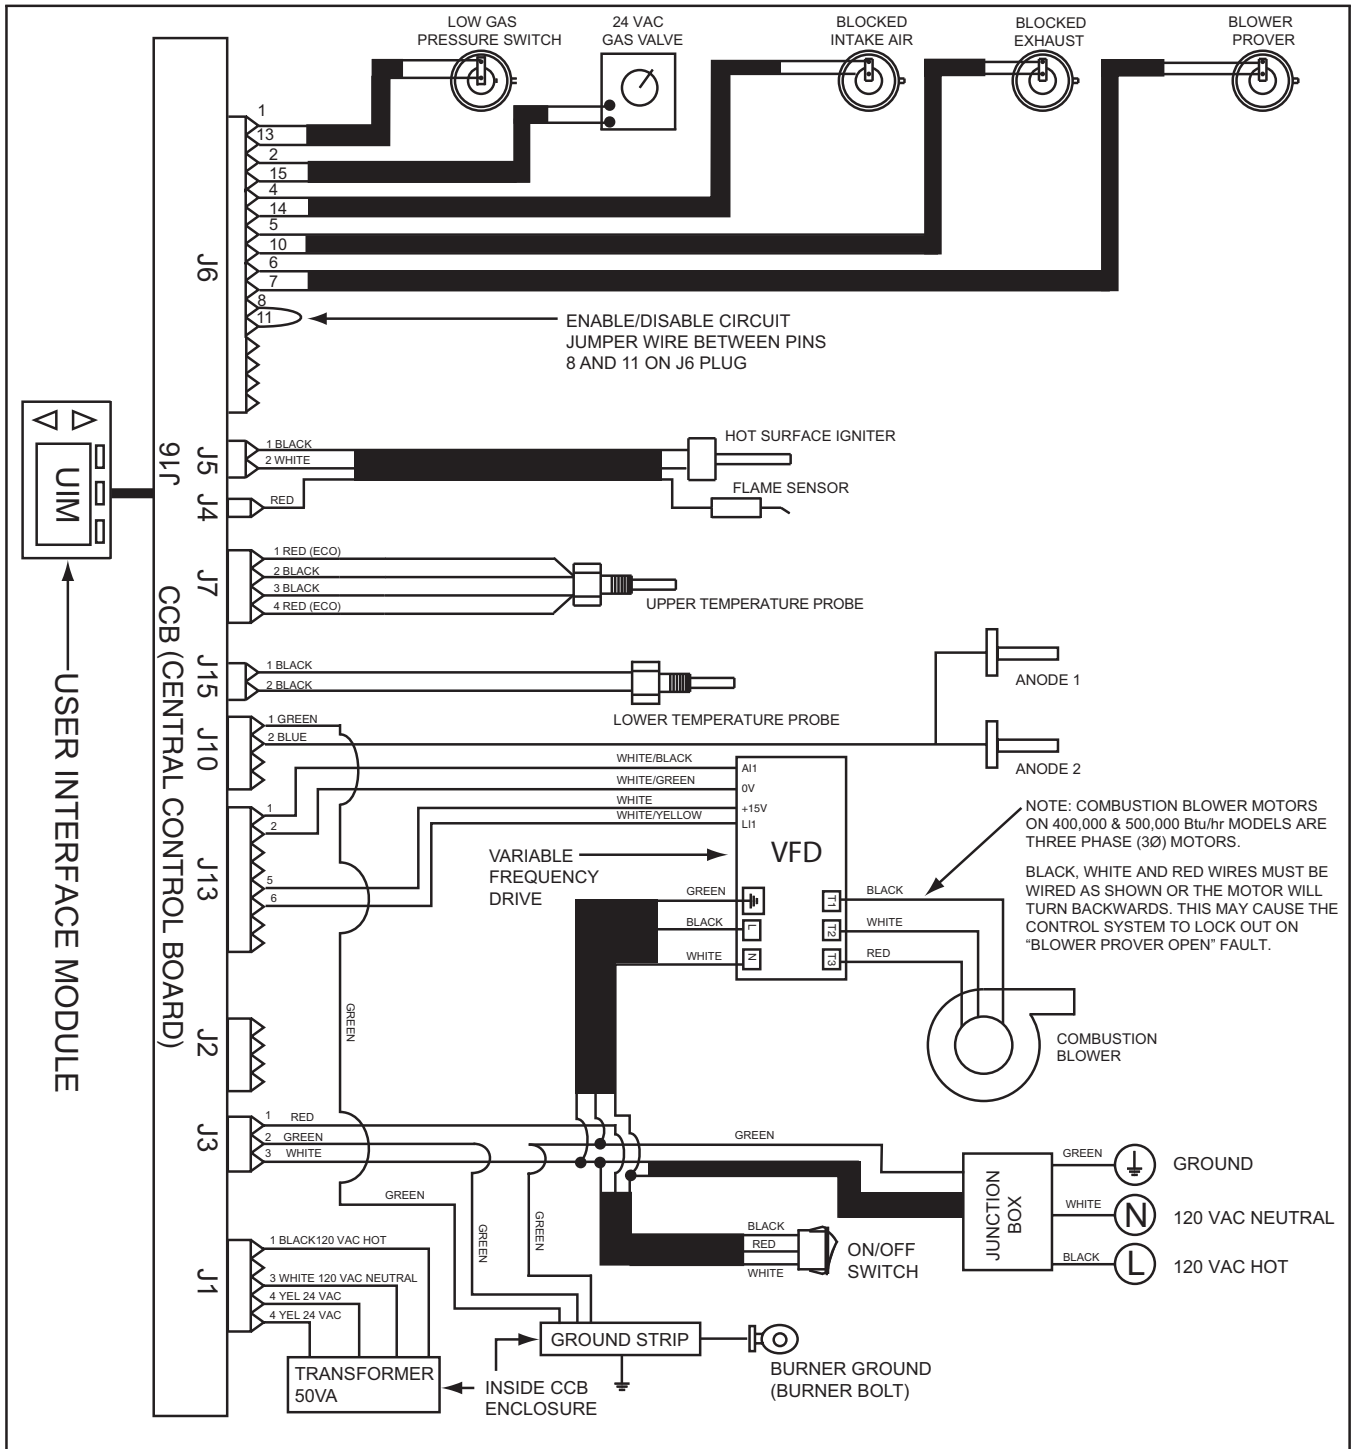 LOW GAS
PRESSURE SWITCH
24 VAC
GAS VALVE
BLOCKED
INTAKE AIR
BLOCKED
EXHAUST
BLOWER
PROVER
1
13
2
15
4
14
5
10
6
7
8
11
J6
ENABLE/DISABLE CIRCUIT
JUMPER WIRE BETWEEN PINS
8 AND 11 ON J6 PLUG
UIM
USER INTERFACE MODULE
J16
CCB (CENTRAL CONTROL BOARD)
J5
1 BLACK
2 WHITE
HOT SURFACE IGNITER
J4
RED
FLAME SENSOR
J7
1 RED (ECO)
2 BLACK
3 BLACK
4 RED (ECO)
UPPER TEMPERATURE PROBE
J15
1 BLACK
2 BLACK
LOWER TEMPERATURE PROBE
ANODE 1
ANODE 2
J10
1 GREEN
2 BLUE
J13
1
2
5
6
WHITE/BLACK
WHITE/GREEN
WHITE
WHITE/YELLOW
AI1
0V
+15V
LI1
VFD
VARIABLE
FREQUENCY
DRIVE
GREEN
BLACK
WHITE
L
N
T1
T2
T3
BLACK
WHITE
RED
NOTE: COMBUSTION BLOWER MOTORS
ON 400,000 & 500,000 Btu/hr MODELS ARE
THREE PHASE (3Ø) MOTORS.
BLACK, WHITE AND RED WIRES MUST BE
WIRED AS SHOWN OR THE MOTOR WILL
TURN BACKWARDS. THIS MAY CAUSE THE
CONTROL SYSTEM TO LOCK OUT ON
“BLOWER PROVER OPEN” FAULT.
COMBUSTION
BLOWER
GREEN
J2
J3
1 RED
2 GREEN
3 WHITE
GREEN
GREEN
GREEN
GREEN
JUNCTION
BOX
GREEN
GROUND
WHITE
N
120 VAC NEUTRAL
BLACK
L
120 VAC HOT
BLACK
RED
WHITE
ON/OFF
SWITCH
J1
1 BLACK120 VAC HOT
3 WHITE 120 VAC NEUTRAL
4 YEL 24 VAC
4 YEL 24 VAC
TRANSFORMER
50VA
INSIDE CCB
ENCLOSURE
GROUND STRIP
BURNER GROUND
(BURNER BOLT)